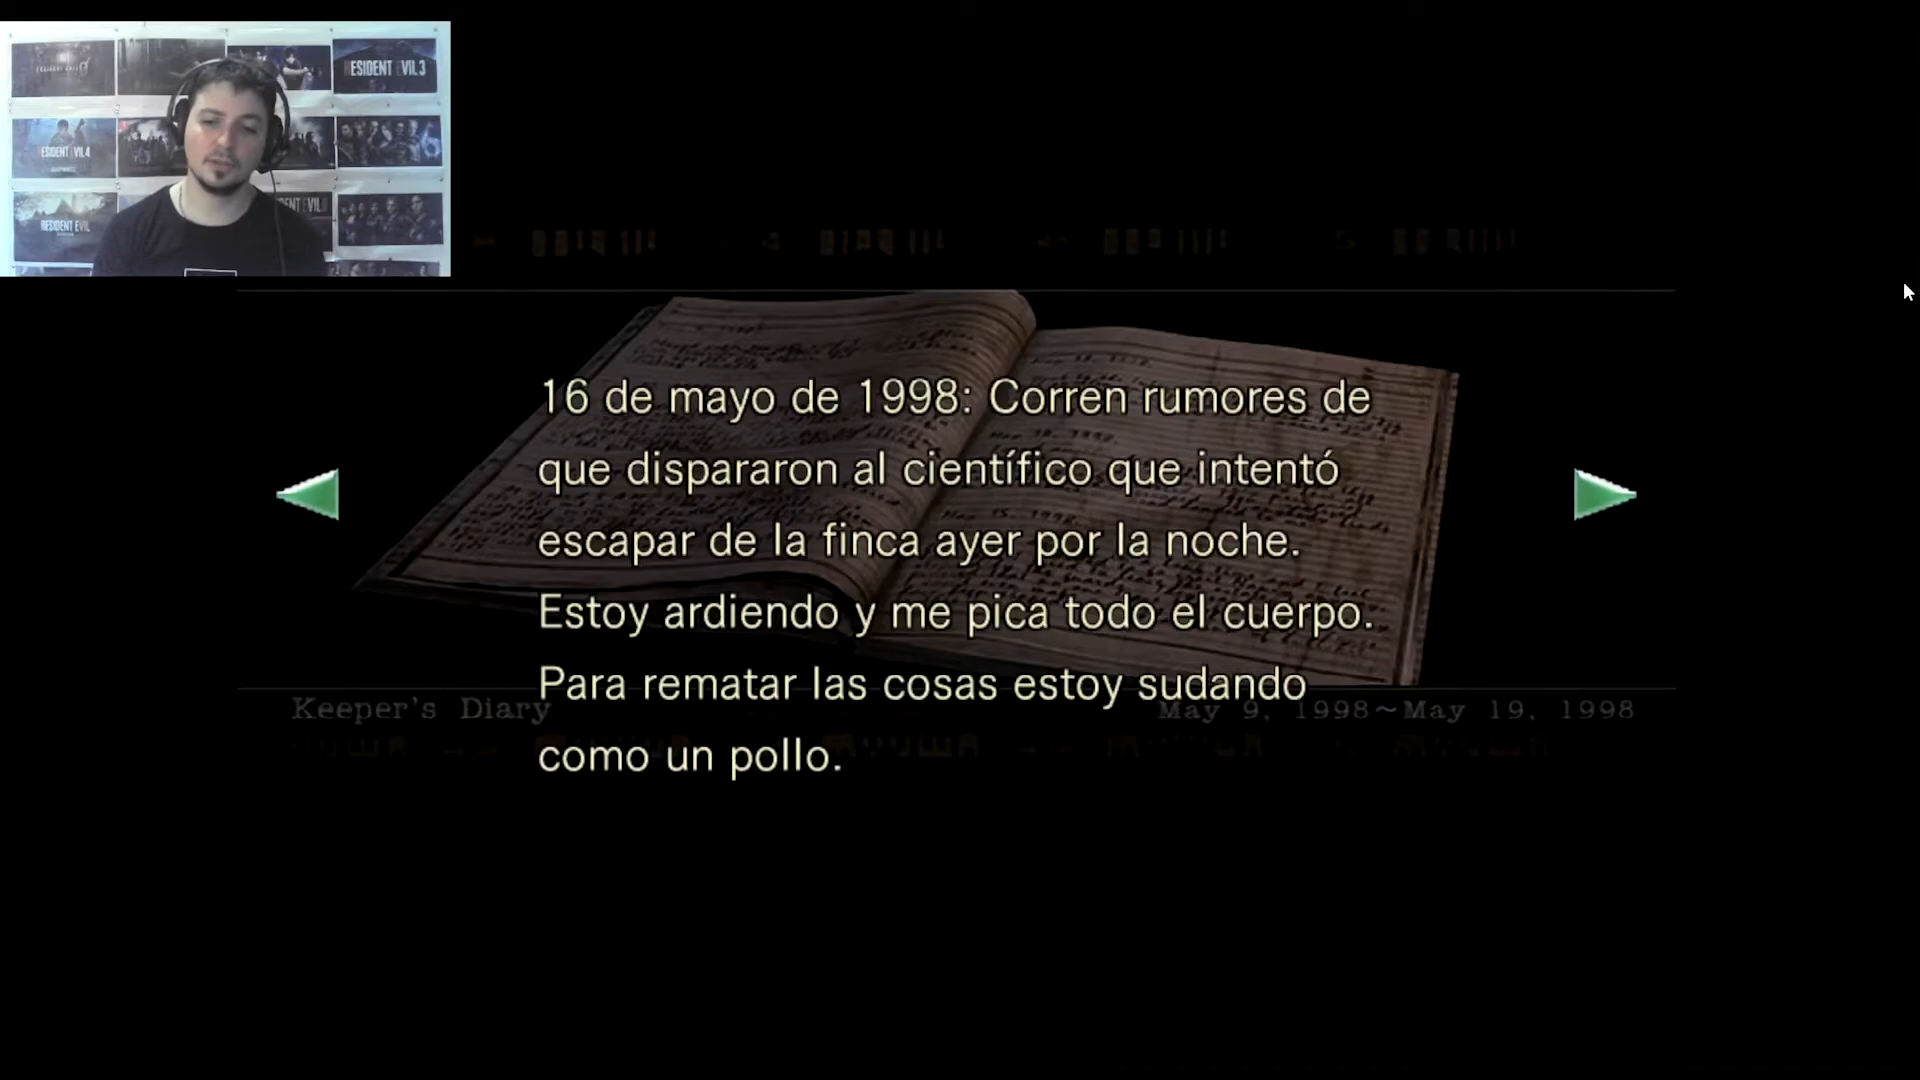 RESIDENT EVIL 3
RESIDENT EVIL 4
RESIDENT EVIL
16 de mayo de 1998: Corren rumores de
que dispararon al científico que intentó
escapar de la finca ayer por la noche.
Estoy ardiendo y me pica todo el cuerpo.
Para rematar las cosas estoy sudando
como un pollo.
Keeper's Diary
May 9, 1998~May 19, 1998